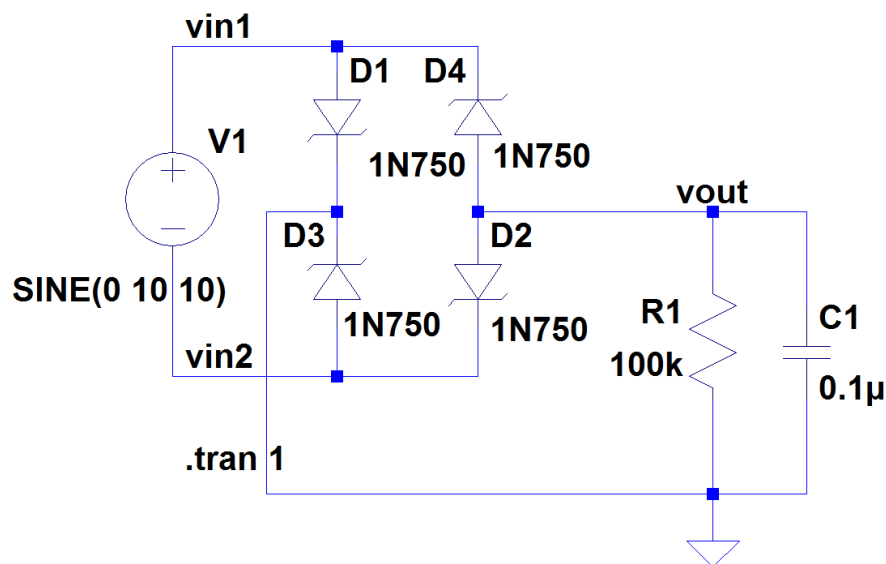 vin1
D1
D4
V1
1N750
1N750
vout
D3
D2
SINE(0 10 10)
R1
C1
1N750
1N750
100k
vin2
0.1µ
.tran 1